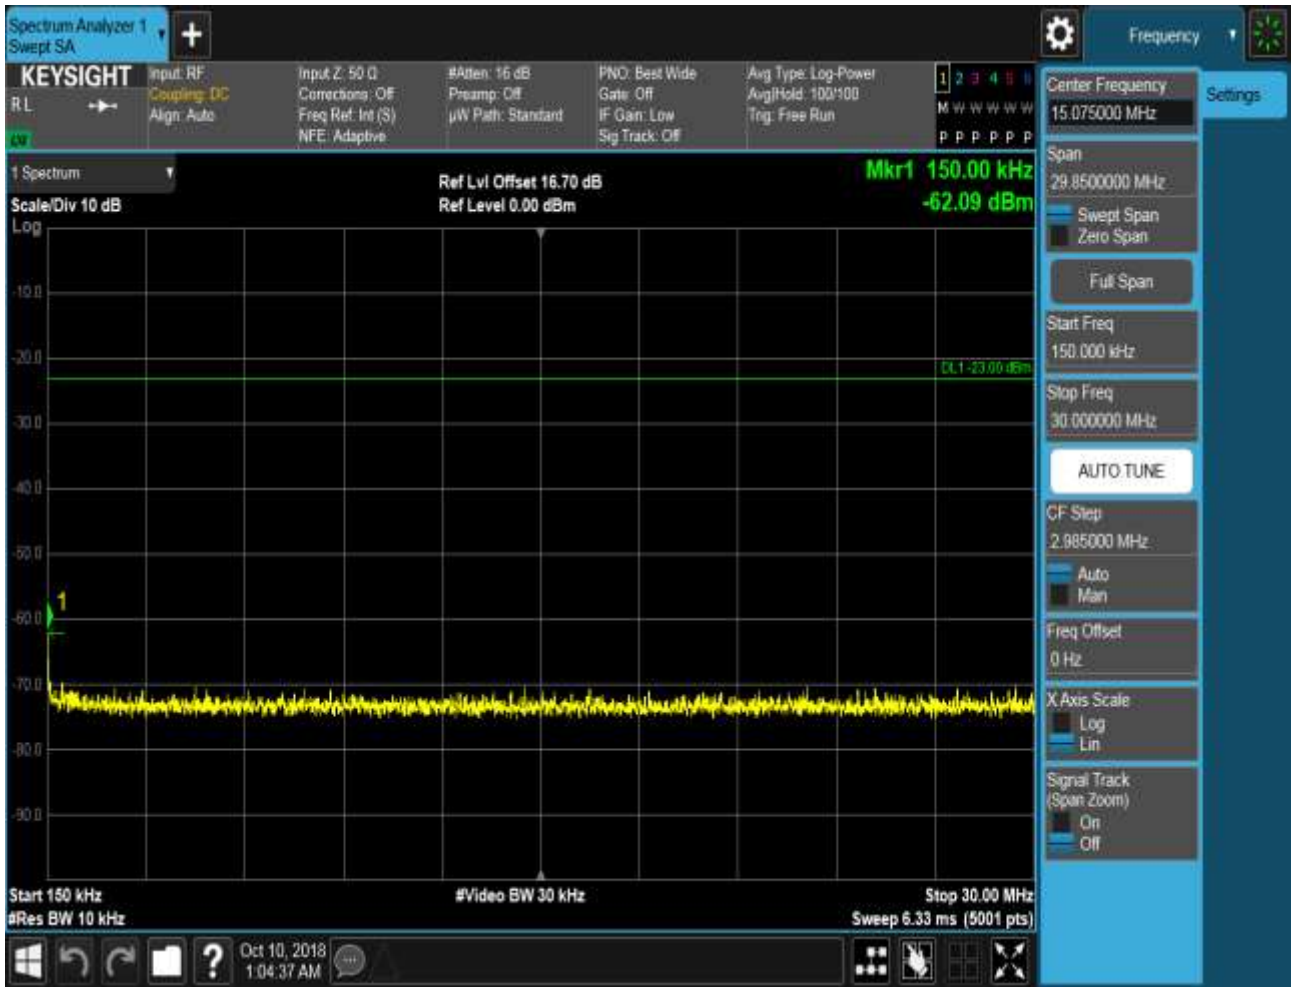 Spectrum Analyzer 1
Swept SA
+
Frequency
KEYSIGHT
RL
LXI
Input: RF
Coupling: DC
Align: Auto
Input Z: 50 Ω
Corrections: Off
Freq Ref: Int (S)
NFE: Adaptive
#Atten: 16 dB
Preamp: Off
µW Path: Standard
PNO: Best Wide
Gate: Off
IF Gain: Low
Sig Track: Off
Avg Type: Log-Power
Avg|Hold: 100/100
Trig: Free Run
1 2 3 4 5 6
M W W W W W
P P P P P P
1 Spectrum
Scale/Div 10 dB
Log
Ref Lvl Offset 16.70 dB
Ref Level 0.00 dBm
Mkr1 150.00 kHz
-62.09 dBm
-10.0
-20.0
DL1 -23.00 dBm
-30.0
-40.0
-50.0
1
-60.0
-70.0
-80.0
-90.0
Start 150 kHz
#Res BW 10 kHz
#Video BW 30 kHz
Stop 30.00 MHz
Sweep 6.33 ms (5001 pts)
Center Frequency
15.075000 MHz
Settings
Span
29.8500000 MHz
Swept Span
Zero Span
Full Span
Start Freq
150.000 kHz
Stop Freq
30.000000 MHz
AUTO TUNE
CF Step
2.985000 MHz
Auto
Man
Freq Offset
0 Hz
X Axis Scale
Log
Lin
Signal Track
(Span Zoom)
On
Off
?
Oct 10, 2018
1:04:37 AM